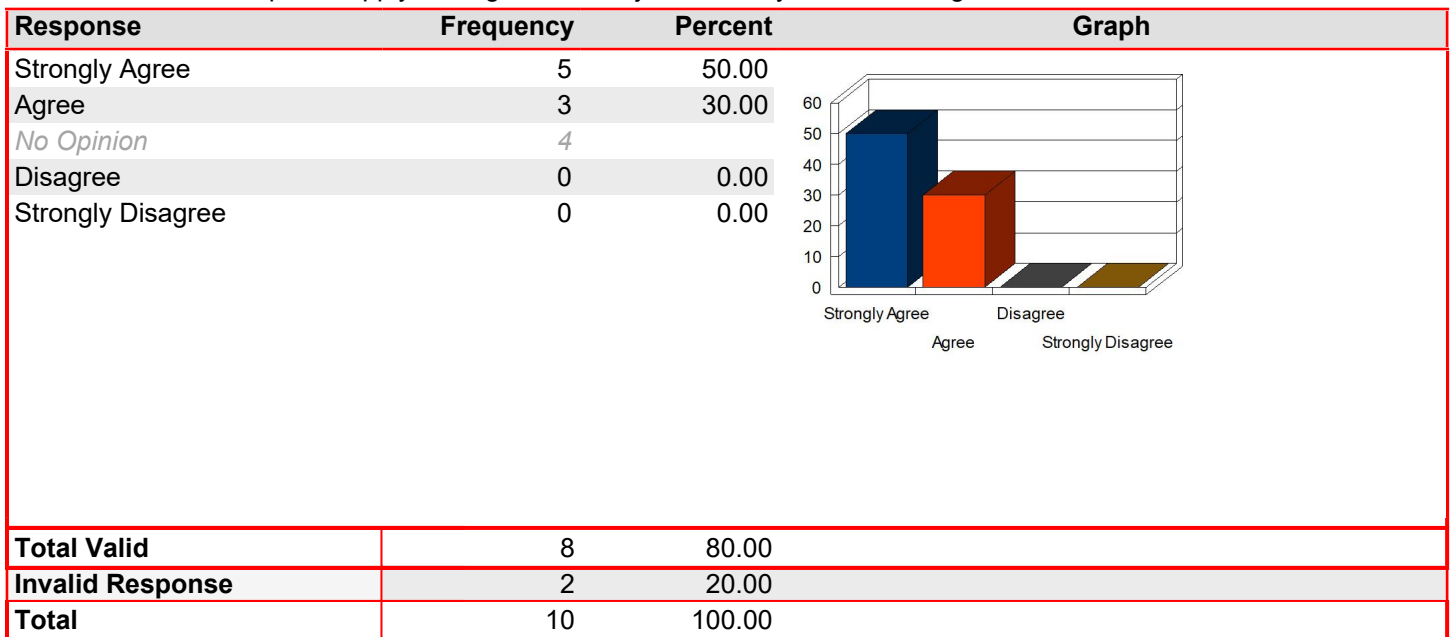 Response Frequency Percent Graph
Strongly Agree 5 50.00
Agree 3 30.00
No Opinion 4
Disagree 0 0.00
Strongly Disagree 0 0.00
60
50
40
30
20
10
0
Strongly Agree Disagree
Agree Strongly Disagree
Total Valid 8 80.00
Invalid Response 2 20.00
Total 10 100.00